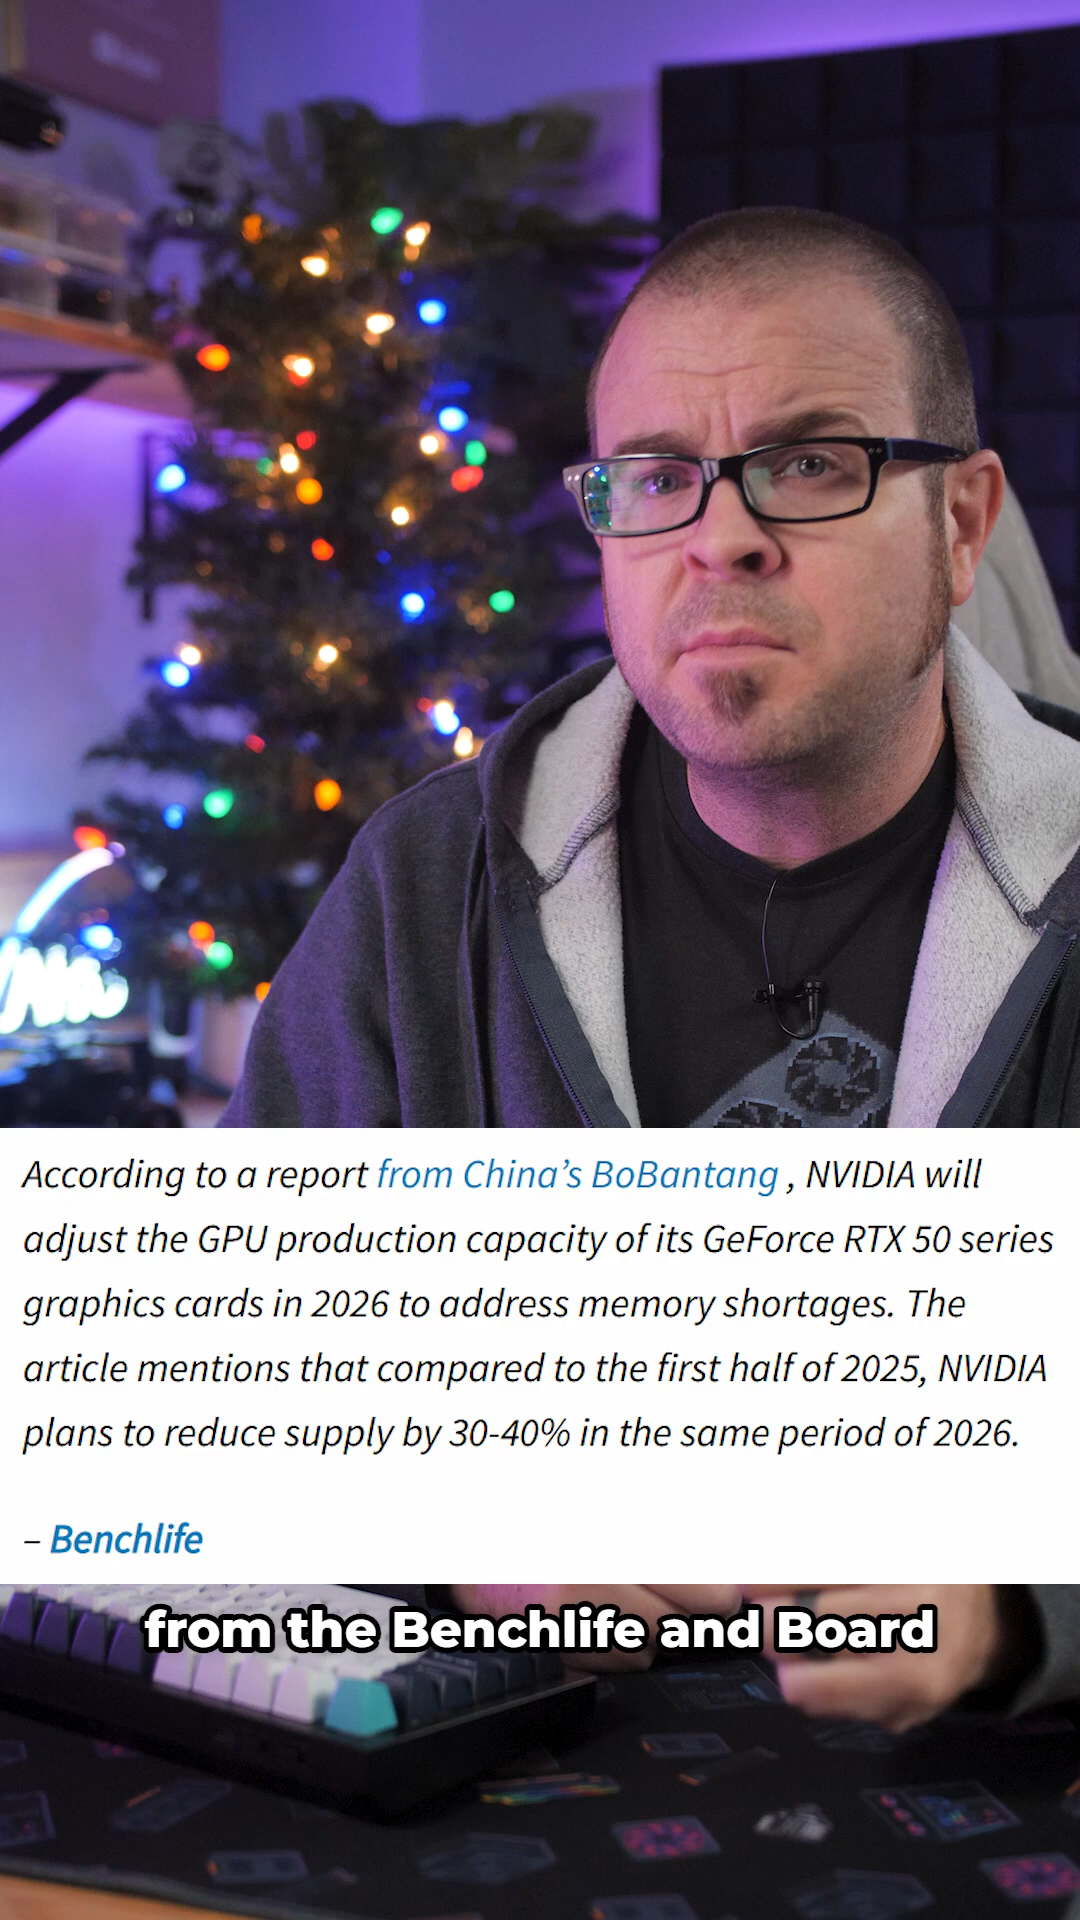 According to a report from China's BoBantang , NVIDIA will
adjust the GPU production capacity of its GeForce RTX 50 series
graphics cards in 2026 to address memory shortages. The
article mentions that compared to the first half of 2025, NVIDIA
plans to reduce supply by 30-40% in the same period of 2026.
– Benchlife
from the Benchlife and Board